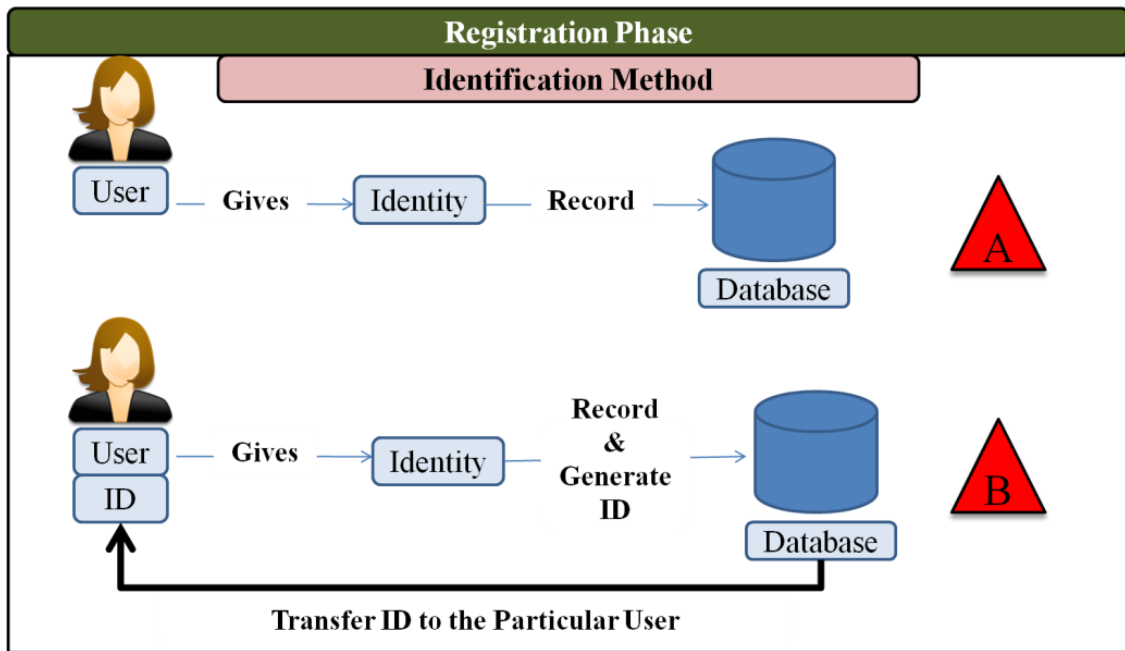 Registration Phase
Identification Method
User
Gives
Identity
Record
Database
A
User
ID
Gives
Identity
Record
&
Generate
ID
Database
B
Transfer ID to the Particular User